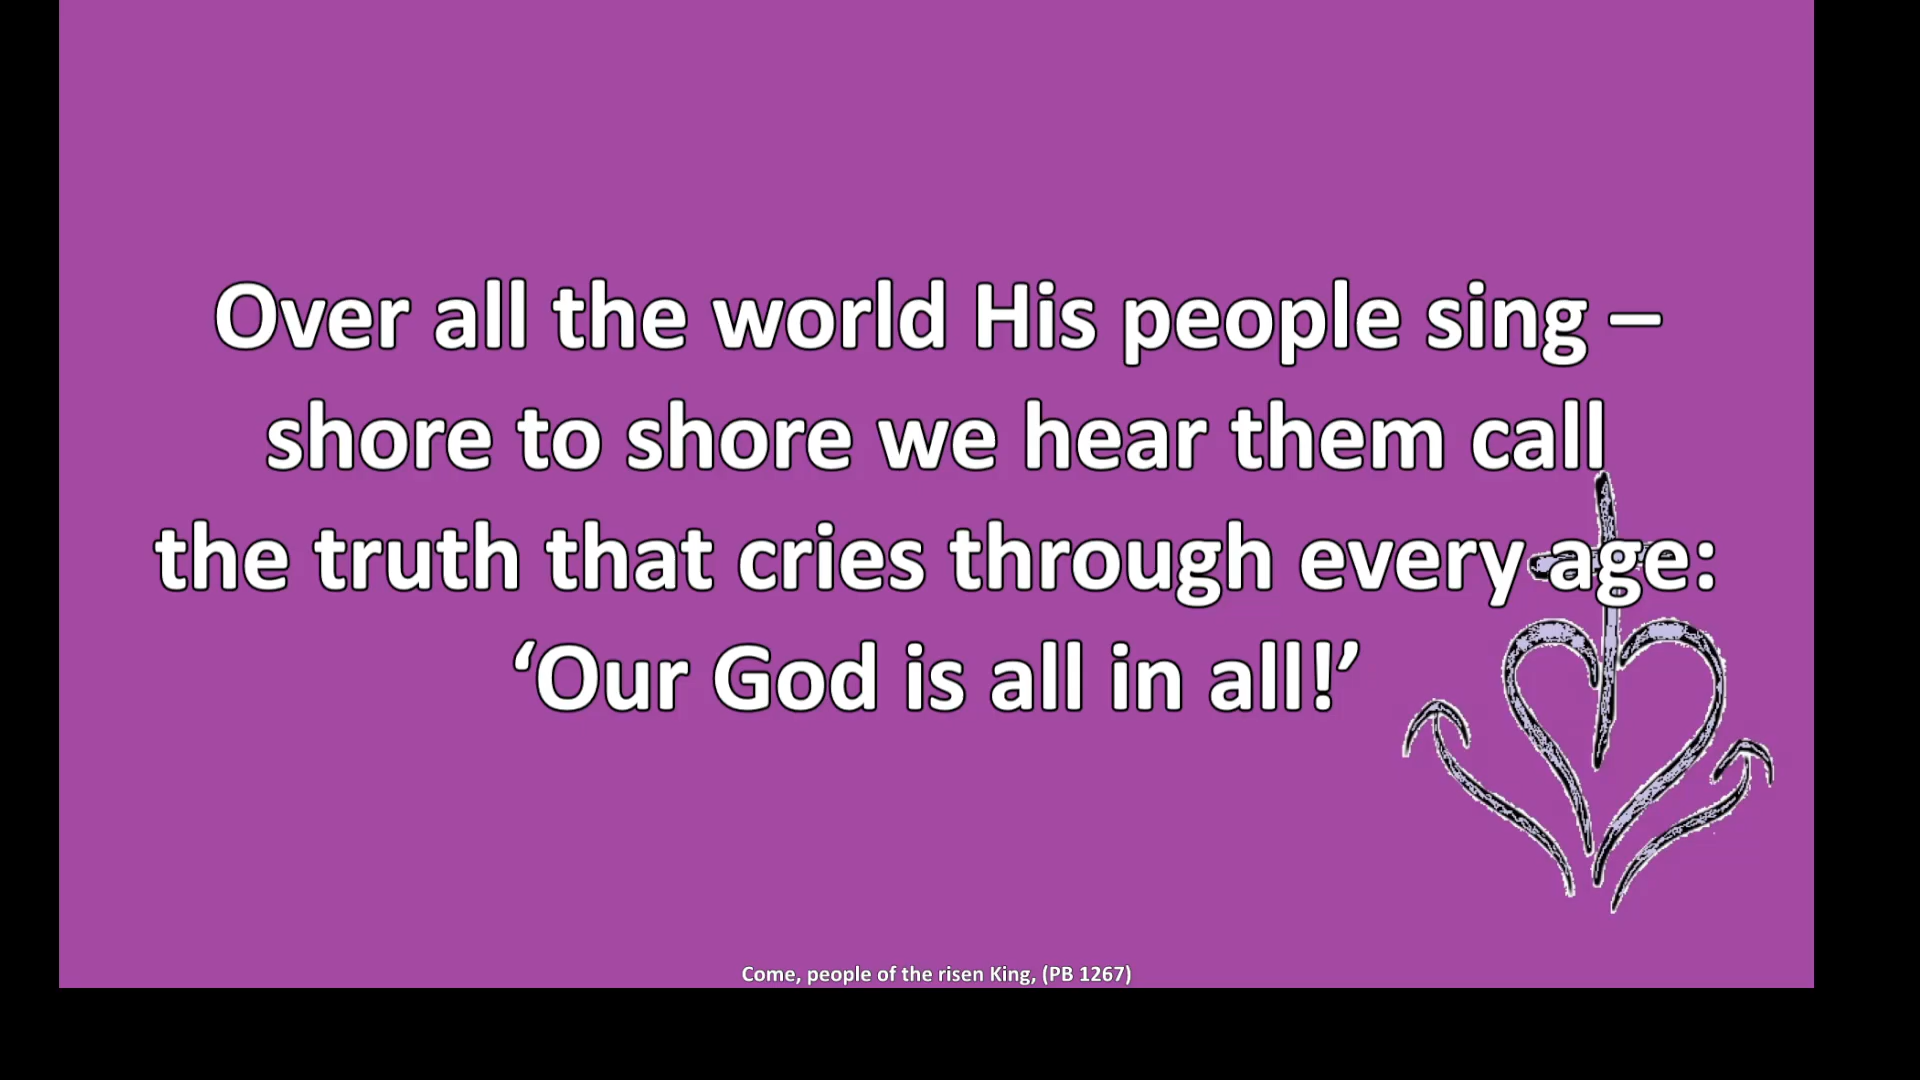 Over all the world His people sing –
shore to shore we hear them call
the truth that cries through every age:
‘Our God is all in all!’
Come, people of the risen King, (PB 1267)